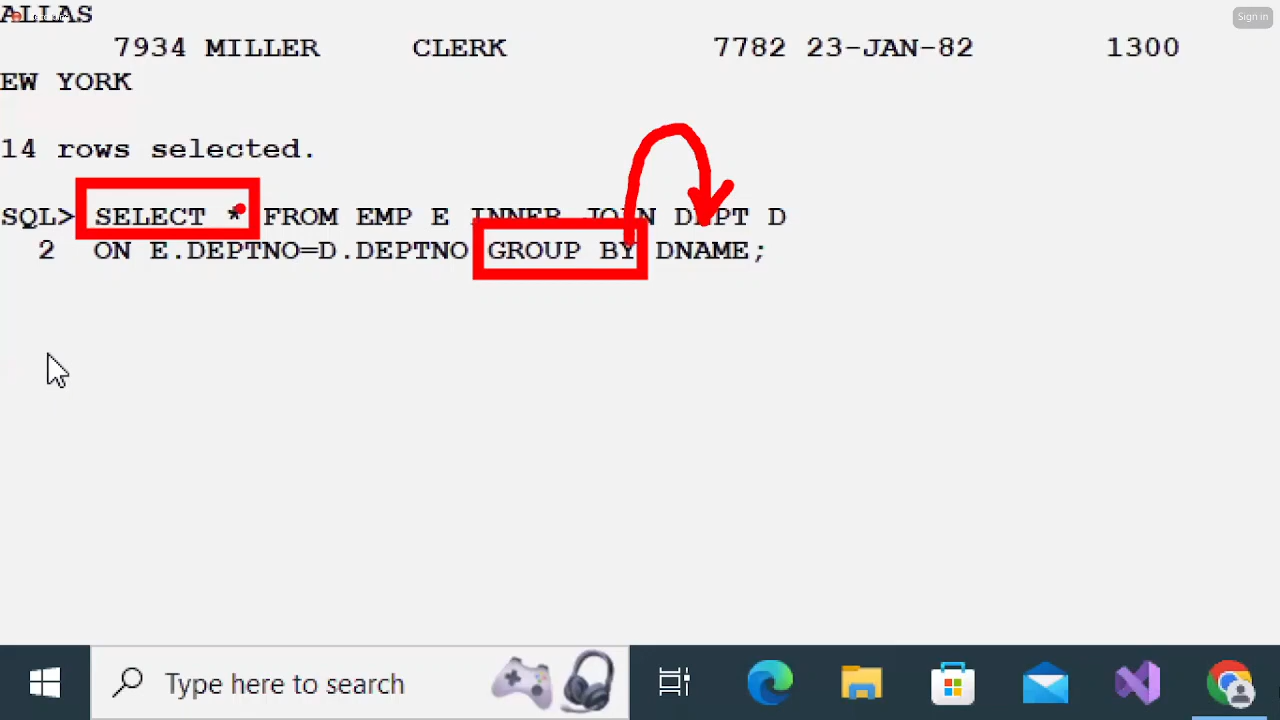 ALLAS
Sign in
7934 MILLER CLERK 7782 23-JAN-82 1300
EW YORK
14 rows selected.
SQL> SELECT * FROM EMP E INNER JOIN DEPT D
2 ON E.DEPTNO=D.DEPTNO GROUP BY DNAME;
Type here to search